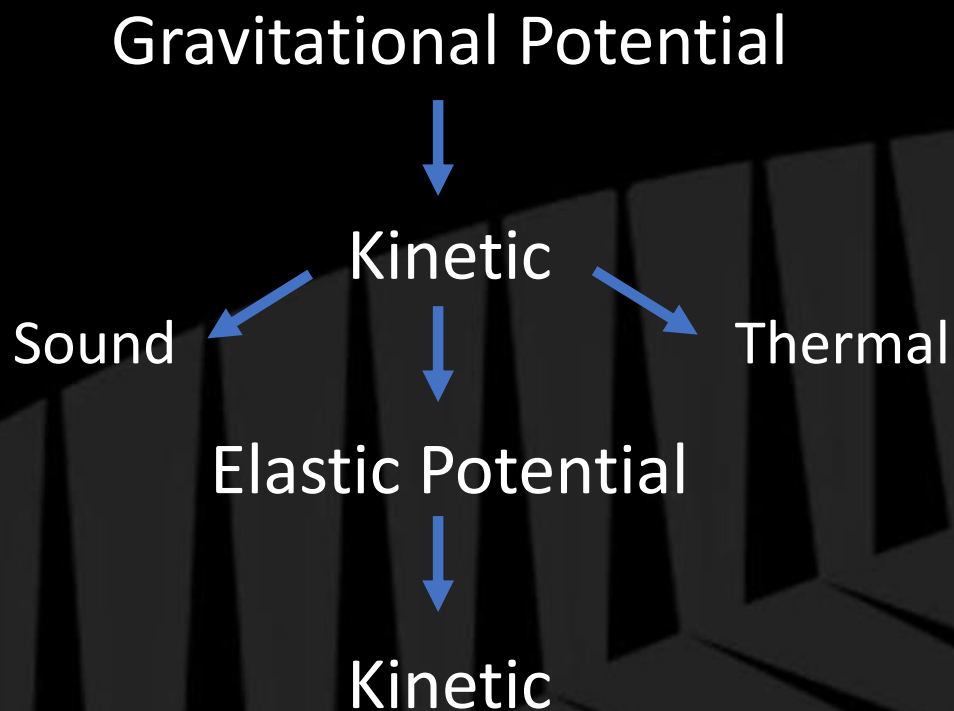 Gravitational Potential
Kinetic
Sound
Thermal
Elastic Potential
Kinetic